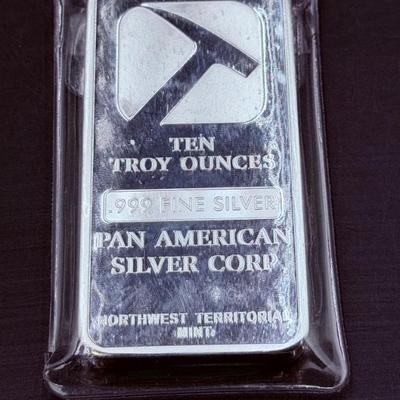 TEN
TROY OUNCES
.999 FINE SILVER
PAN AMERICAN
SILVER CORP
NORTHWEST TERRITORIAL
MINT.